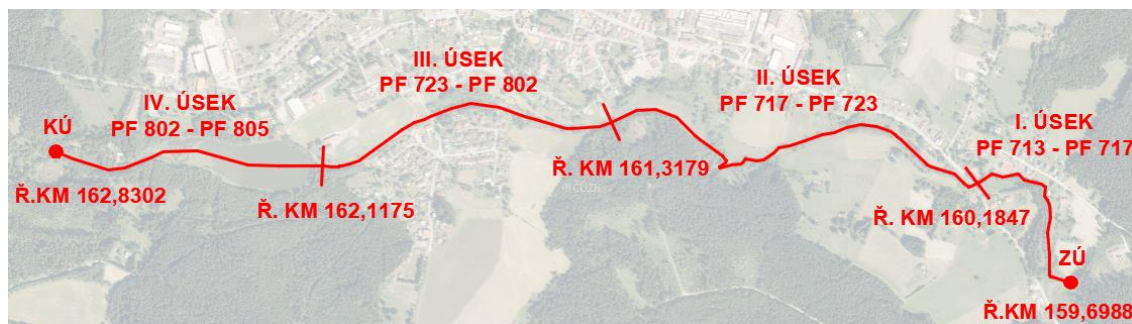 III. ÚSEK
PF 723 - PF 802
II. ÚSEK
PF 717 - PF 723
IV. ÚSEK
PF 802 - PF 805
KÚ
I. ÚSEK
PF 713 - PF 717
Ř.KM 162,8302
Ř. KM 162,1175
Ř. KM 161,3179
Ř. KM 160,1847
ZÚ
Ř.KM 159,6988